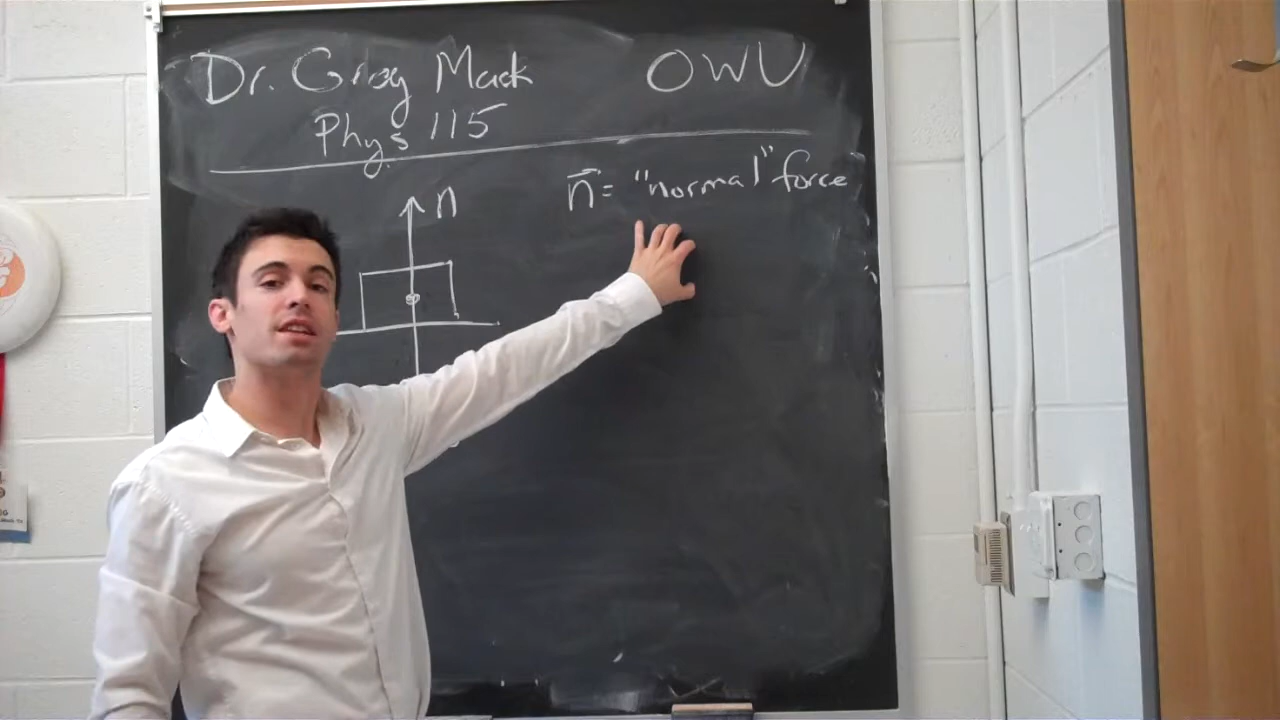 Dr. Greg Mack OWU
Phys 115
n
n⃗ = "normal" force